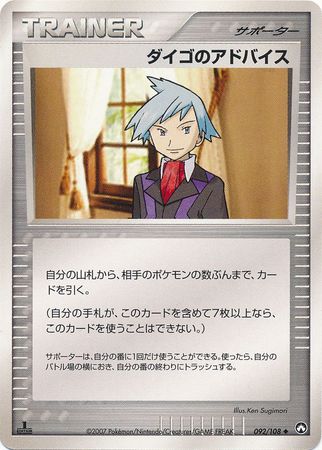 TRAINER
サポーター
ダイゴのアドバイス
自分の山札から、相手のポケモンの数ぶんまで、カー
ドを引く。
(自分の手札が、このカードを含めて7枚以上なら、
このカードを使うことはできない。)
サポーターは、自分の番に1回だけ使うことができる。使ったら、自分の
バトル場の横におき、自分の番の終わりにトラッシュする。
Illus.Ken Sugimori
1
©2007 Pokémon/Nintendo/Creatures/GAME FREAK
092/108